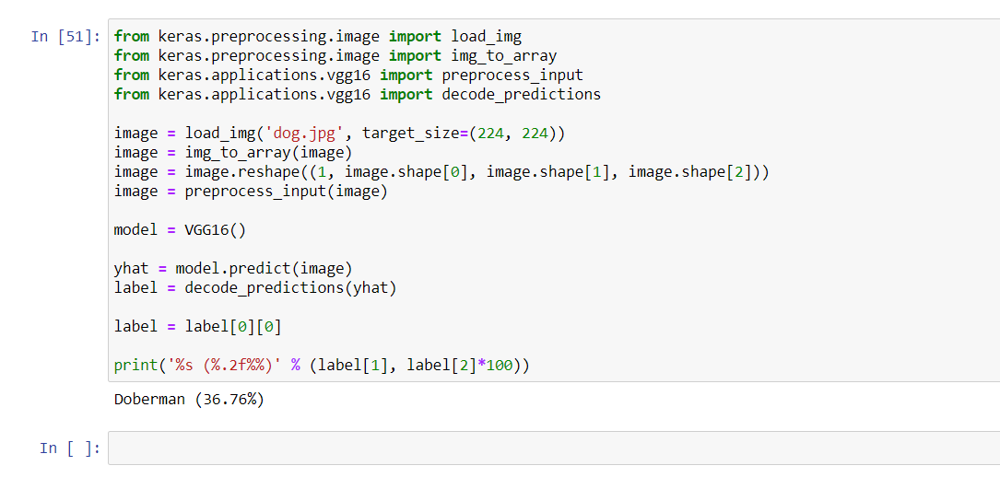 In [51]:
from keras.preprocessing.image import load_img
from keras.preprocessing.image import img_to_array
from keras.applications.vgg16 import preprocess_input
from keras.applications.vgg16 import decode_predictions
image = load_img('dog.jpg', target_size=(224, 224))
image = img_to_array(image)
image = image.reshape((1, image.shape[0], image.shape[1], image.shape[2]))
image = preprocess_input(image)
model = VGG16()
yhat = model.predict(image)
label = decode_predictions(yhat)
label = label[0][0]
print('%s (%.2f%%)' % (label[1], label[2]*100))
Doberman (36.76%)
In [ ]: